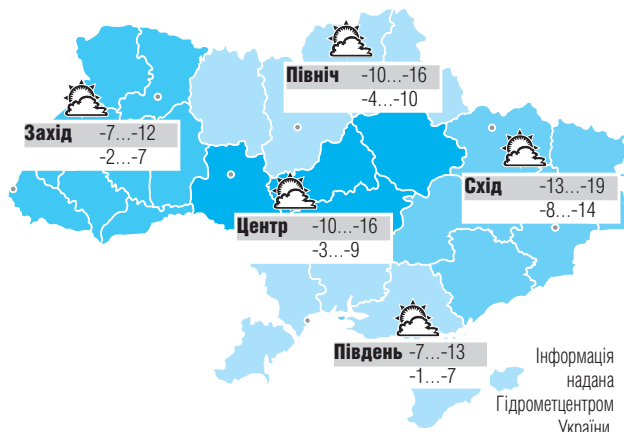 Північ -10...-16
-4...-10
Захід -7...-12
-2...-7
Схід -13...-19
-8...-14
Центр -10...-16
-3...-9
Південь -7...-13
-1...-7
Інформація
надана
Гідрометцентром
України.